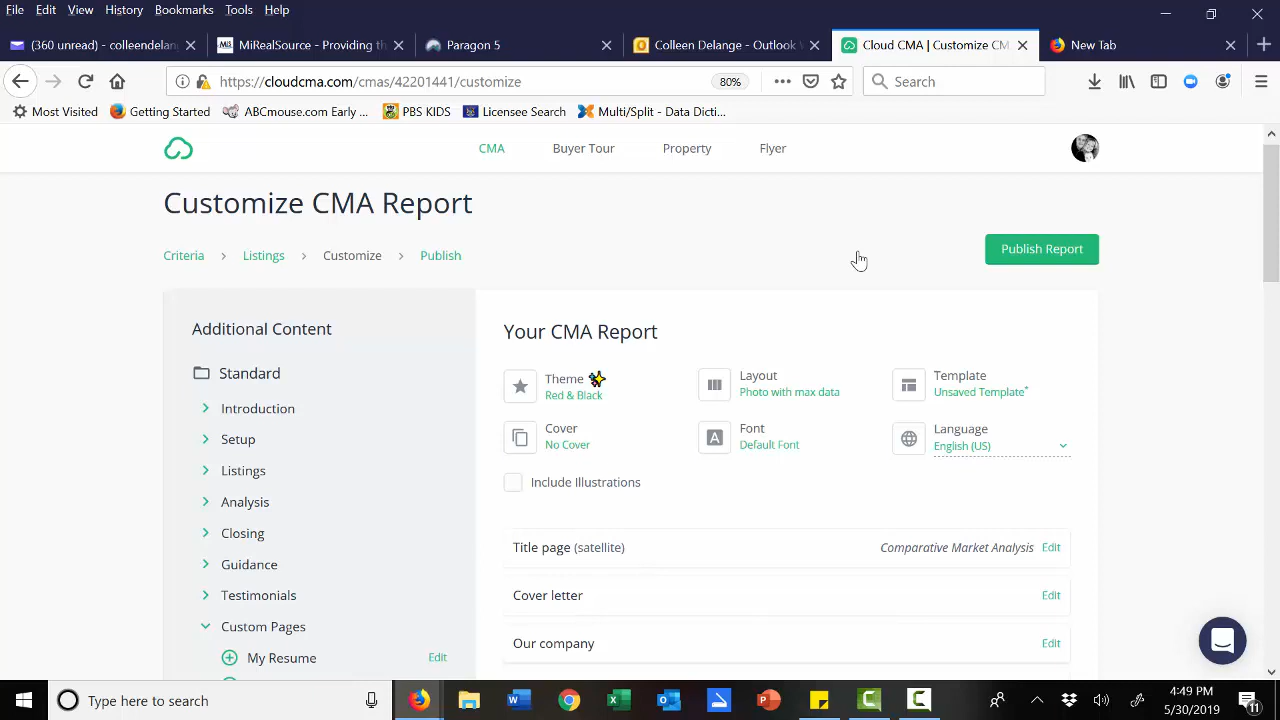 File Edit View History Bookmarks Tools Help
(360 unread) - colleendelan
MiRealSource - Providing th
Paragon 5
Colleen Delange - Outlook
Cloud CMA | Customize CM
New Tab
https://cloudcma.com/cmas/42201441/customize
80%
Search
Most Visited
Getting Started
ABCmouse.com Early ...
PBS KIDS
Licensee Search
Multi/Split - Data Dicti...
CMA
Buyer Tour
Property
Flyer
Customize CMA Report
Criteria > Listings > Customize > Publish
Publish Report
Additional Content
Standard
Introduction
Setup
Listings
Analysis
Closing
Guidance
Testimonials
Custom Pages
My Resume Edit
Your CMA Report
Theme
Red & Black
Layout
Photo with max data
Template
Unsaved Template*
Cover
No Cover
Font
Default Font
Language
English (US)
Include Illustrations
Title page (satellite) Comparative Market Analysis Edit
Cover letter Edit
Our company Edit
Type here to search
4:49 PM
5/30/2019
11